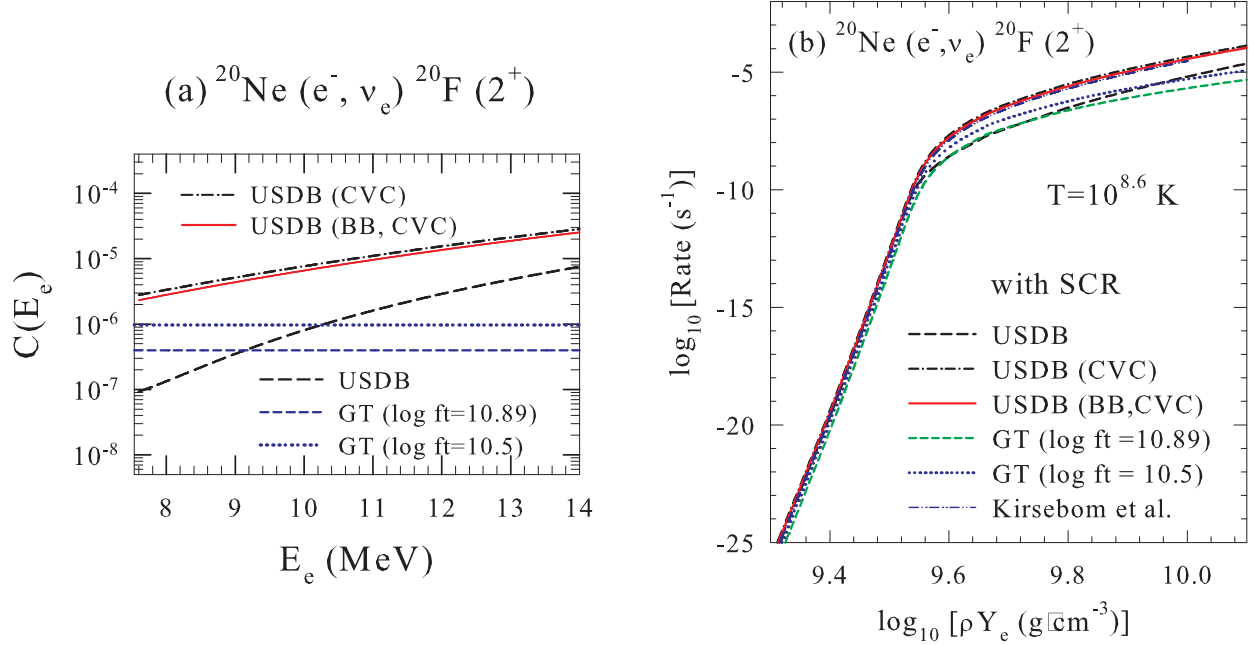 (a) ²⁰Ne (e⁻, νₑ) ²⁰F (2⁺)
C(Eₑ)
10⁻⁴
10⁻⁵
10⁻⁶
10⁻⁷
10⁻⁸
USDB (CVC)
USDB (BB, CVC)
USDB
GT (log ft=10.89)
GT (log ft=10.5)
8 9 10 11 12 13 14
Eₑ (MeV)
(b) ²⁰Ne (e⁻,νₑ) ²⁰F (2⁺)
log₁₀ [Rate (s⁻¹)]
-5
-10
-15
-20
-25
T=10⁸·⁶ K
with SCR
USDB
USDB (CVC)
USDB (BB,CVC)
GT (log ft =10.89)
GT (log ft = 10.5)
Kirsebom et al.
9.4 9.6 9.8 10.0
log₁₀ [ρYₑ (g□cm⁻³)]